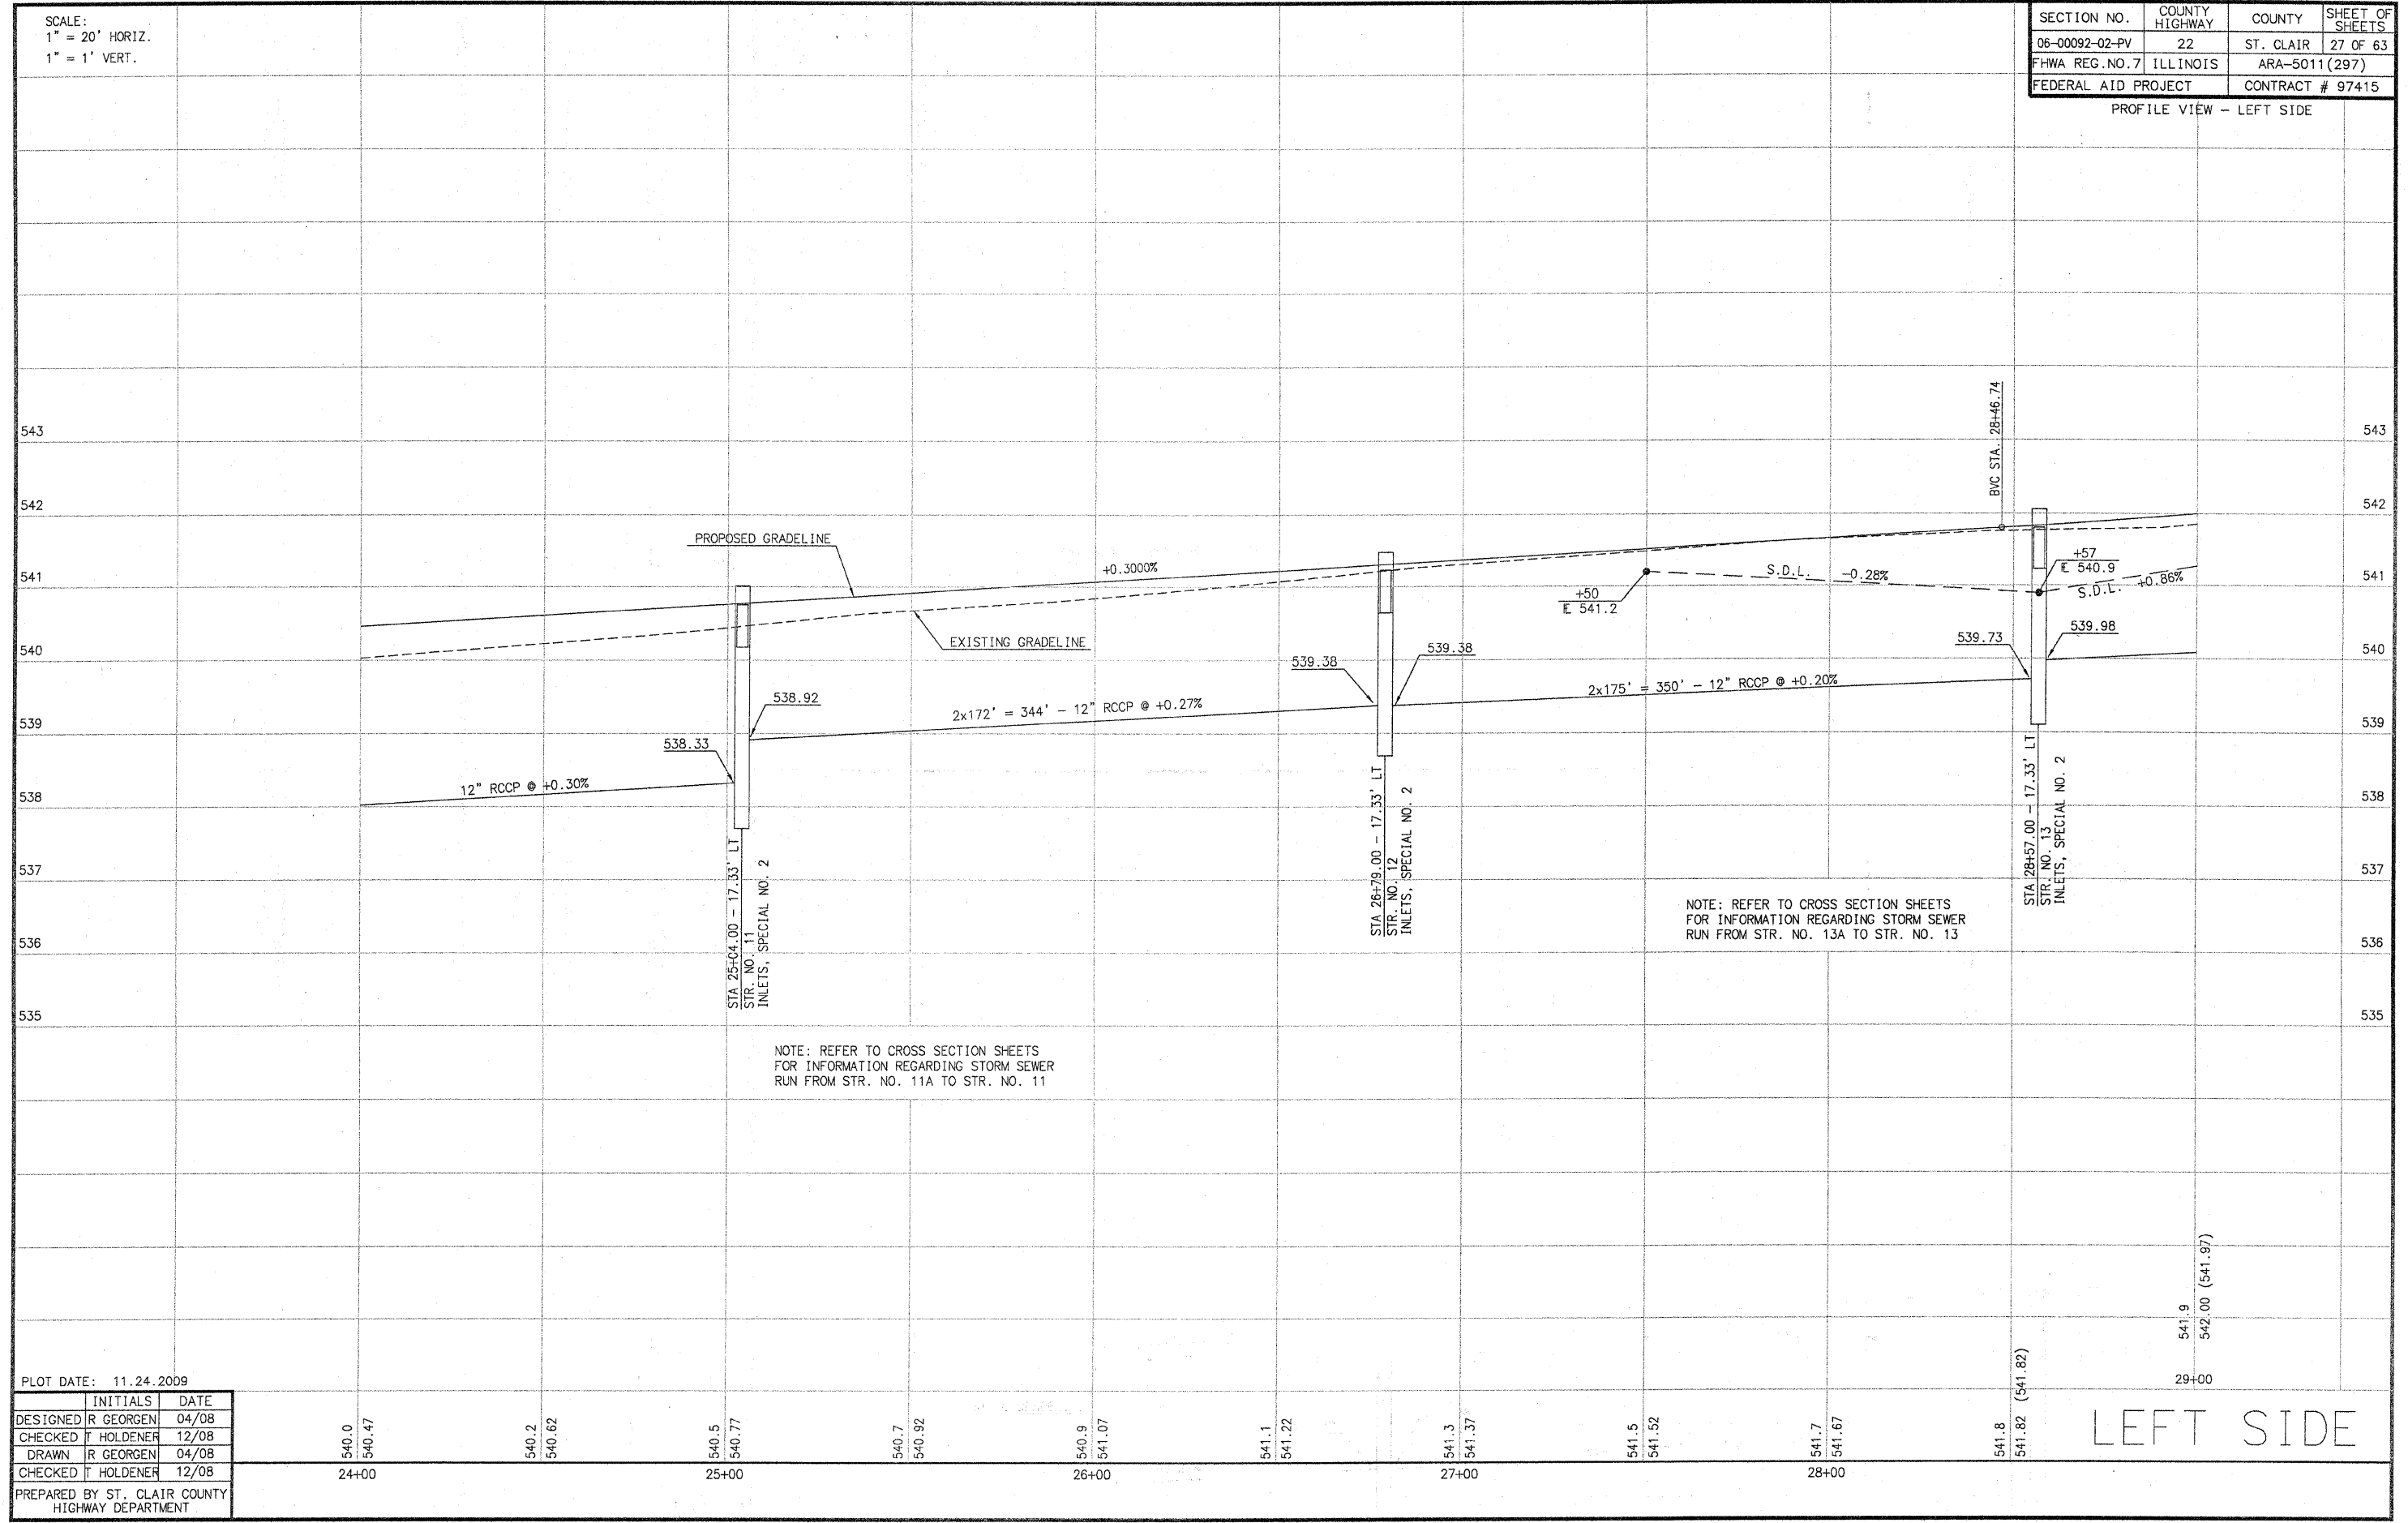 SCALE:
1" = 20' HORIZ.
1" = 1' VERT.
SECTION NO. COUNTY HIGHWAY COUNTY SHEET OF SHEETS
06-00092-02-PV 22 ST. CLAIR 27 OF 63
FHWA REG.NO.7 ILLINOIS ARA-5011(297)
FEDERAL AID PROJECT CONTRACT # 97415
PROFILE VIEW - LEFT SIDE
BVC STA. 28+46.74
543 543
542 542
PROPOSED GRADELINE
+0.3000%
541 541
S.D.L. -0.28%
+57
℄ 540.9
S.D.L. +0.86%
+50
℄ 541.2
EXISTING GRADELINE
540 540
539.38
539.38
539.73
539.98
2x175' = 350' - 12" RCCP @ +0.20%
538.92
2x172' = 344' - 12" RCCP @ +0.27%
539 539
538.33
12" RCCP @ +0.30%
538 538
STA 25+04.00 - 17.33' LT
STR. NO. 11
INLETS, SPECIAL NO. 2
STA 26+79.00 - 17.33' LT
STR. NO. 12
INLETS, SPECIAL NO. 2
STA 28+57.00 - 17.33' LT
STR. NO. 13
INLETS, SPECIAL NO. 2
537 537
NOTE: REFER TO CROSS SECTION SHEETS
FOR INFORMATION REGARDING STORM SEWER
RUN FROM STR. NO. 13A TO STR. NO. 13
536 536
535 535
NOTE: REFER TO CROSS SECTION SHEETS
FOR INFORMATION REGARDING STORM SEWER
RUN FROM STR. NO. 11A TO STR. NO. 11
541.9
542.00 (541.97)
29+00
PLOT DATE: 11.24.2009
INITIALS DATE
DESIGNED R GEORGEN 04/08
CHECKED T HOLDENER 12/08
DRAWN R GEORGEN 04/08
CHECKED T HOLDENER 12/08
PREPARED BY ST. CLAIR COUNTY
HIGHWAY DEPARTMENT
540.0
540.47
540.2
540.62
540.5
540.77
540.7
540.92
540.9
541.07
541.1
541.22
541.3
541.37
541.5
541.52
541.7
541.67
541.8
541.82 (541.82)
LEFT SIDE
24+00 25+00 26+00 27+00 28+00